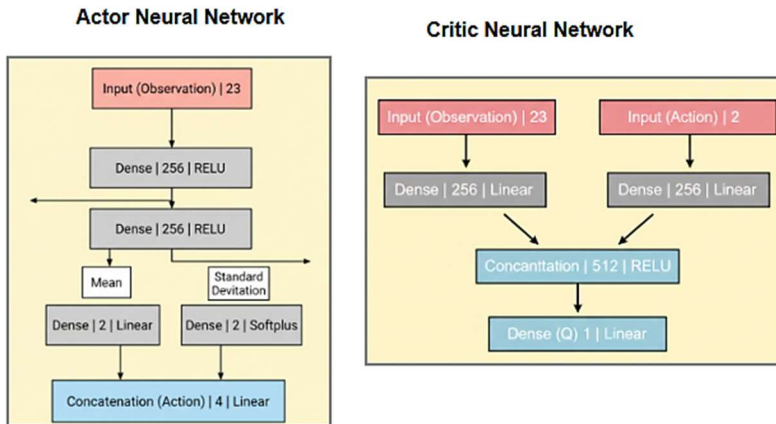 Actor Neural Network
Input (Observation) | 23
Dense | 256 | RELU
Dense | 256 | RELU
Mean
Standard
Devitation
Dense | 2 | Linear
Dense | 2 | Softplus
Concatenation (Action) | 4 | Linear
Critic Neural Network
Input (Observation) | 23
Input (Action) | 2
Dense | 256 | Linear
Dense | 256 | Linear
Concanttation | 512 | RELU
Dense (Q) 1 | Linear